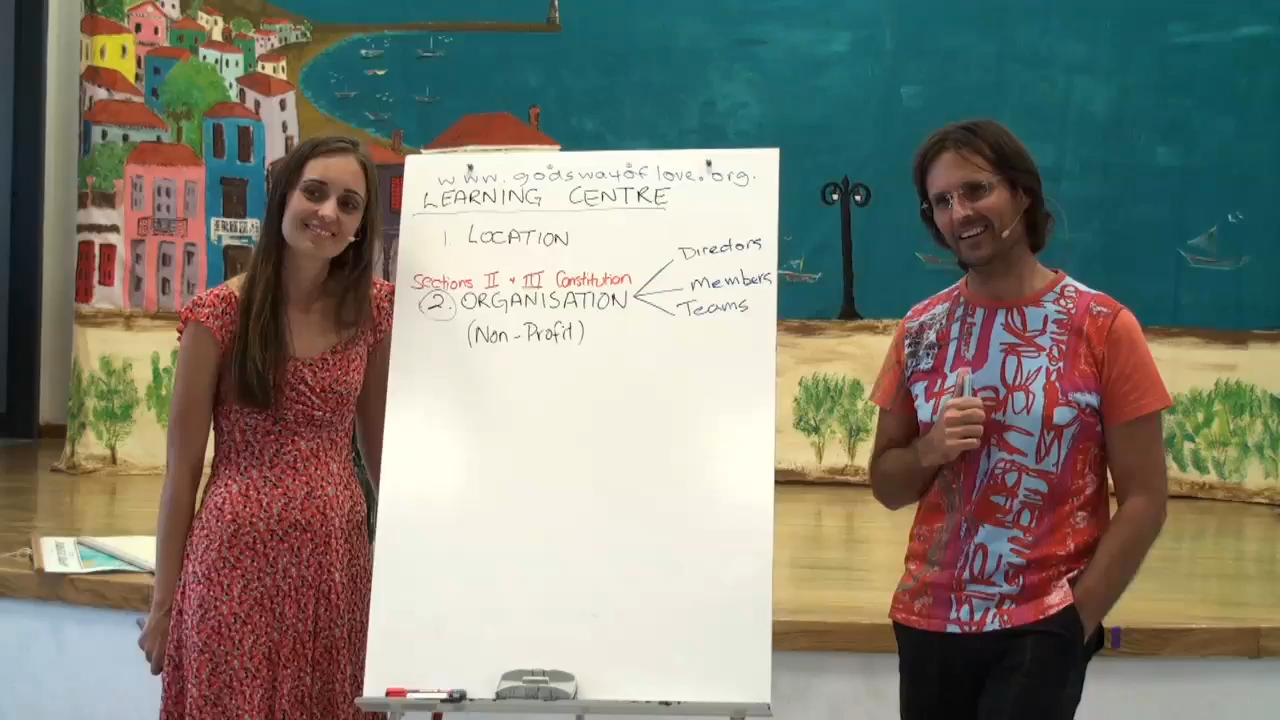 www.godswayoflove.org.
LEARNING CENTRE
1. LOCATION
Sections II + III Constitution
2. ORGANISATION
Directors
Members
Teams
(Non-Profit)